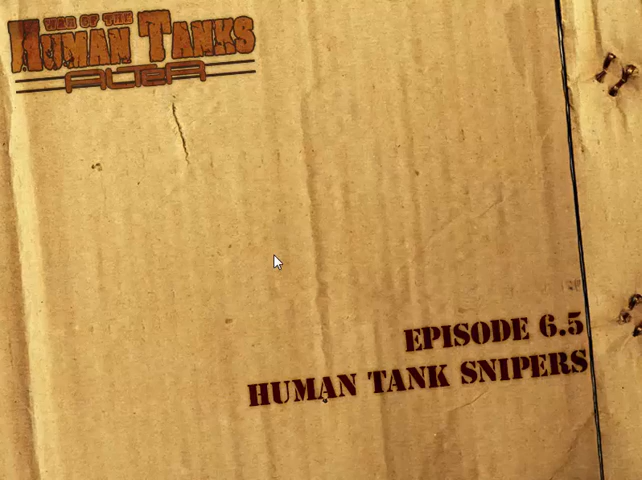 WAR OF THE
HUMAN TANKS
ALTER
EPISODE 6.5
HUMAN TANK SNIPERS